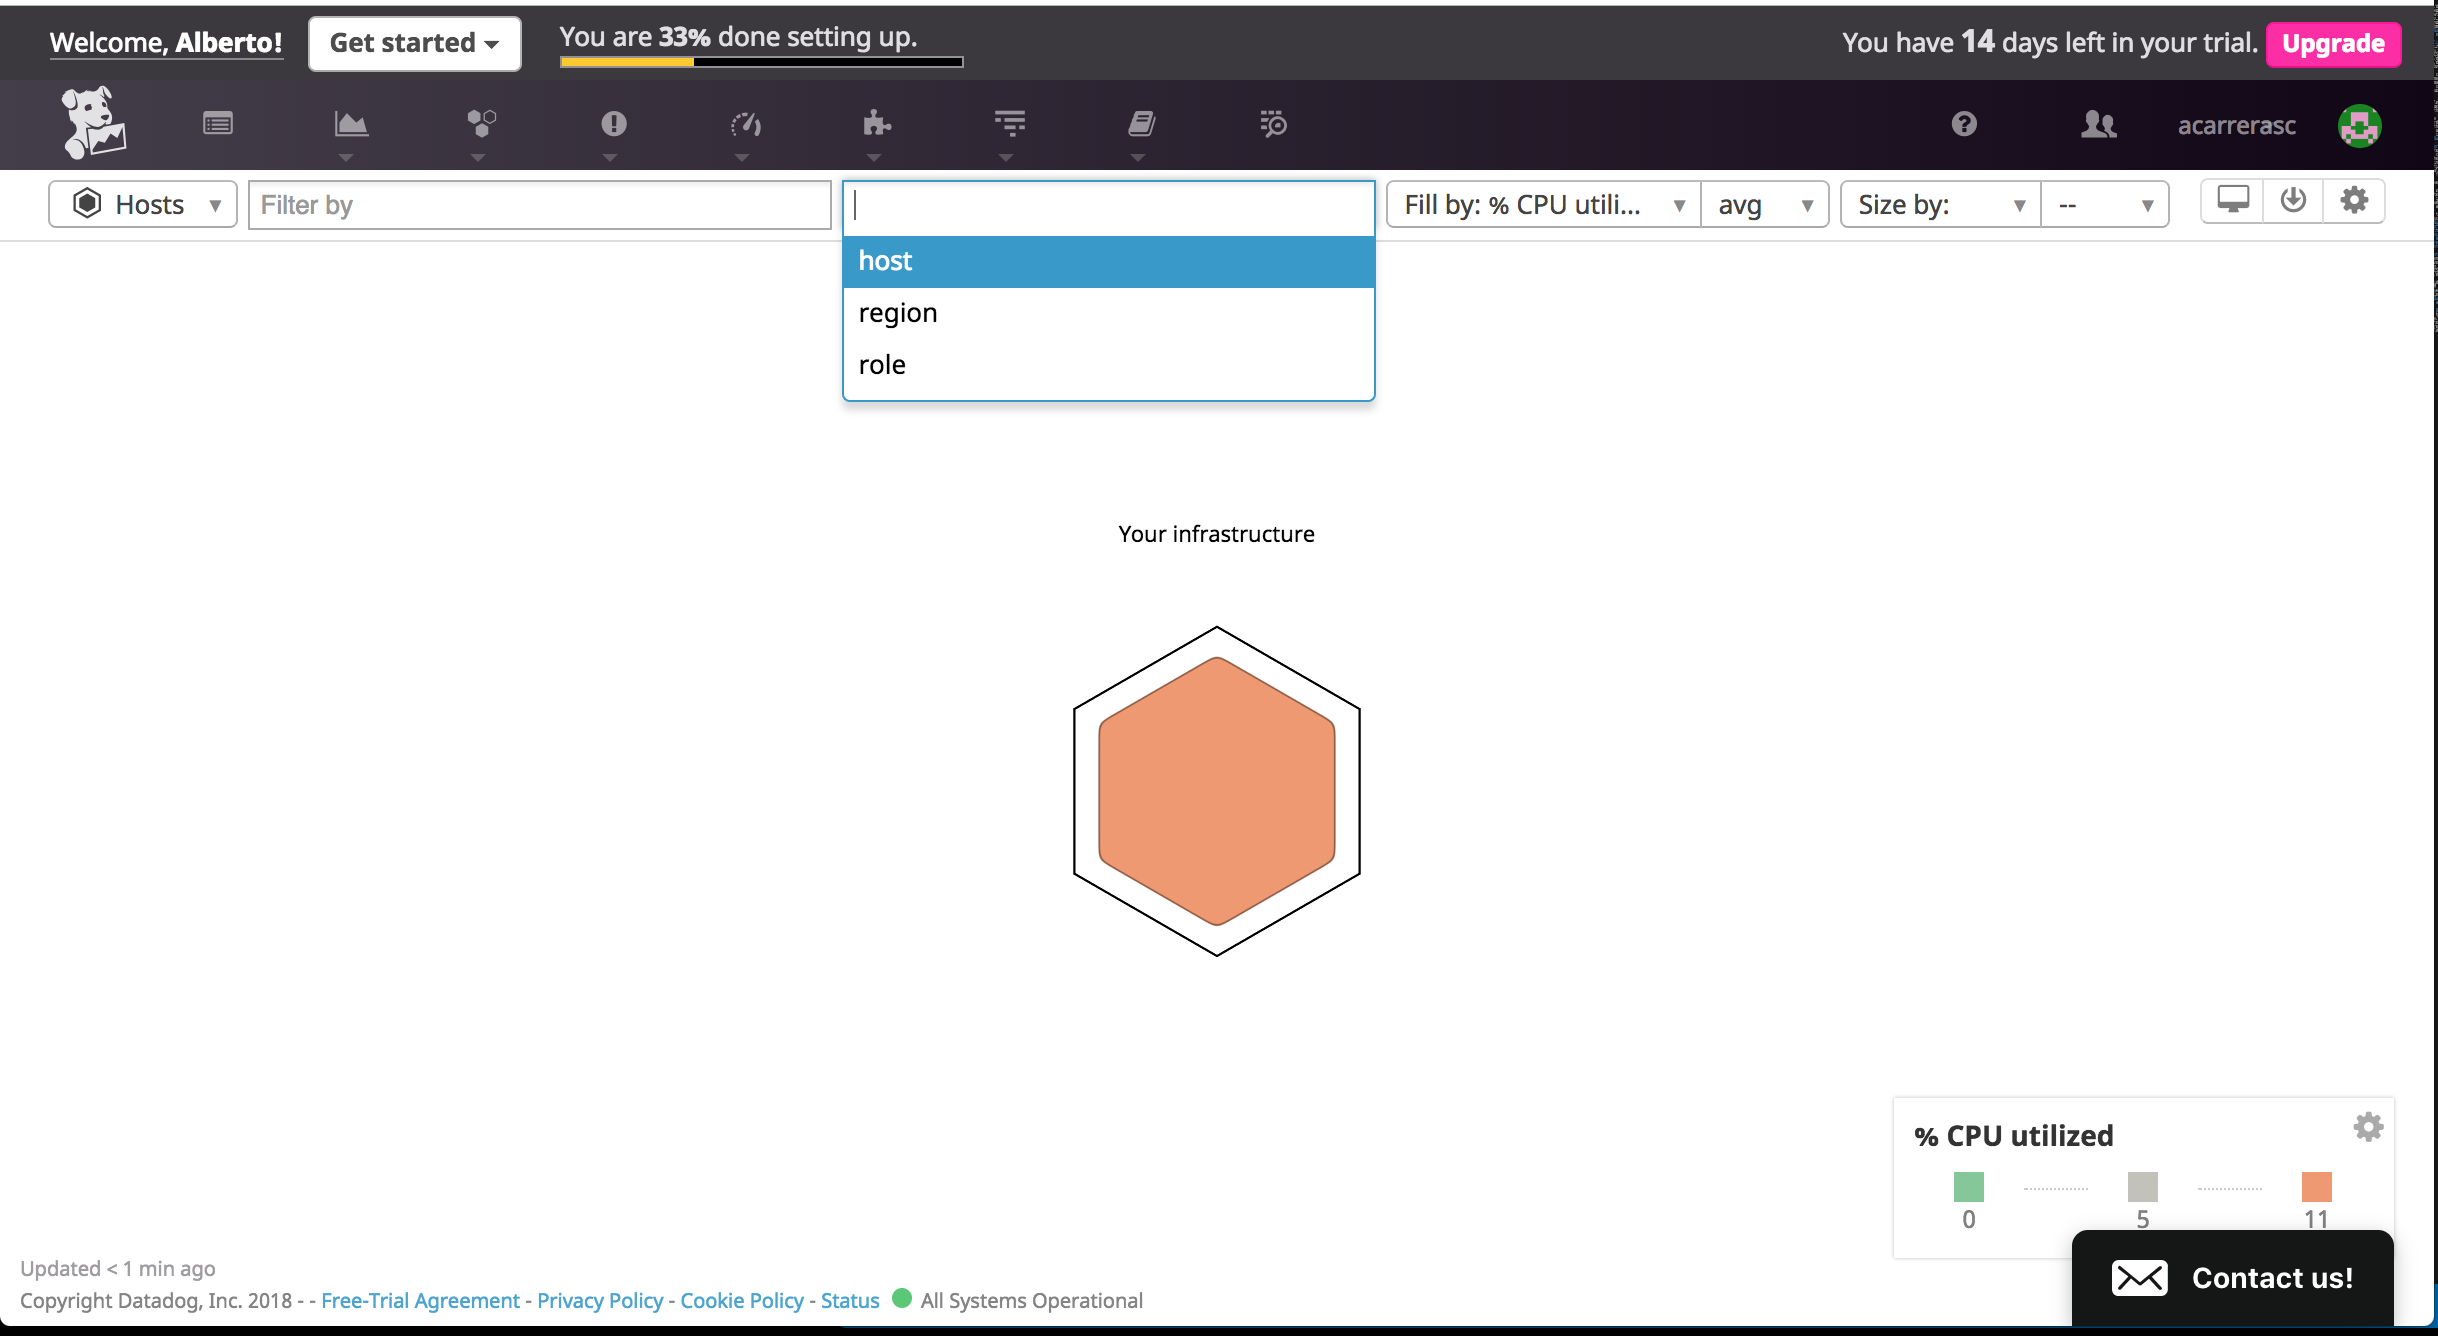 Welcome, Alberto!
Get started
You are 33% done setting up.
You have 14 days left in your trial.
Upgrade
acarrerasc
Hosts
Filter by
Fill by: % CPU utili...
avg
Size by:
--
host
region
role
Your infrastructure
% CPU utilized
0
5
11
Updated < 1 min ago
Copyright Datadog, Inc. 2018 - - Free-Trial Agreement - Privacy Policy - Cookie Policy - Status All Systems Operational
Contact us!